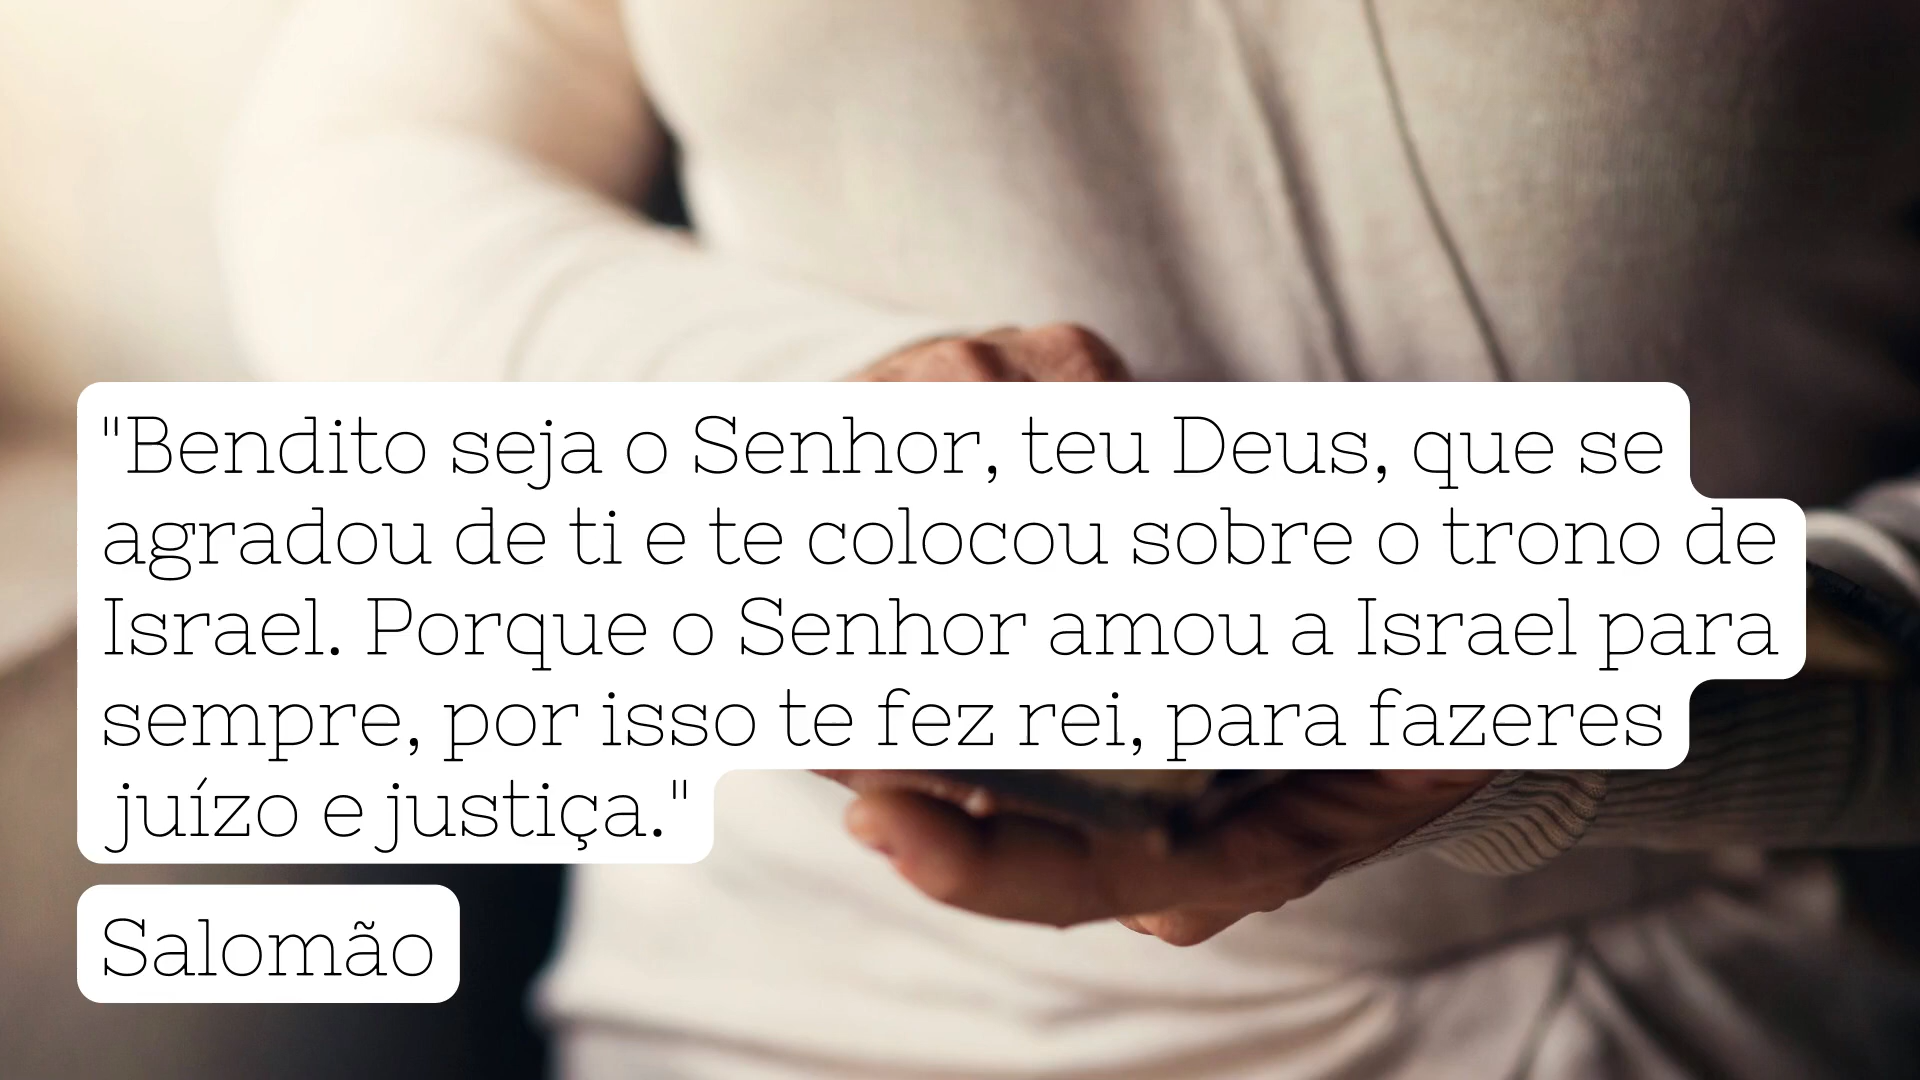 "Bendito seja o Senhor, teu Deus, que se
agradou de ti e te colocou sobre o trono de
Israel. Porque o Senhor amou a Israel para
sempre, por isso te fez rei, para fazeres
juízo e justiça."
Salomão